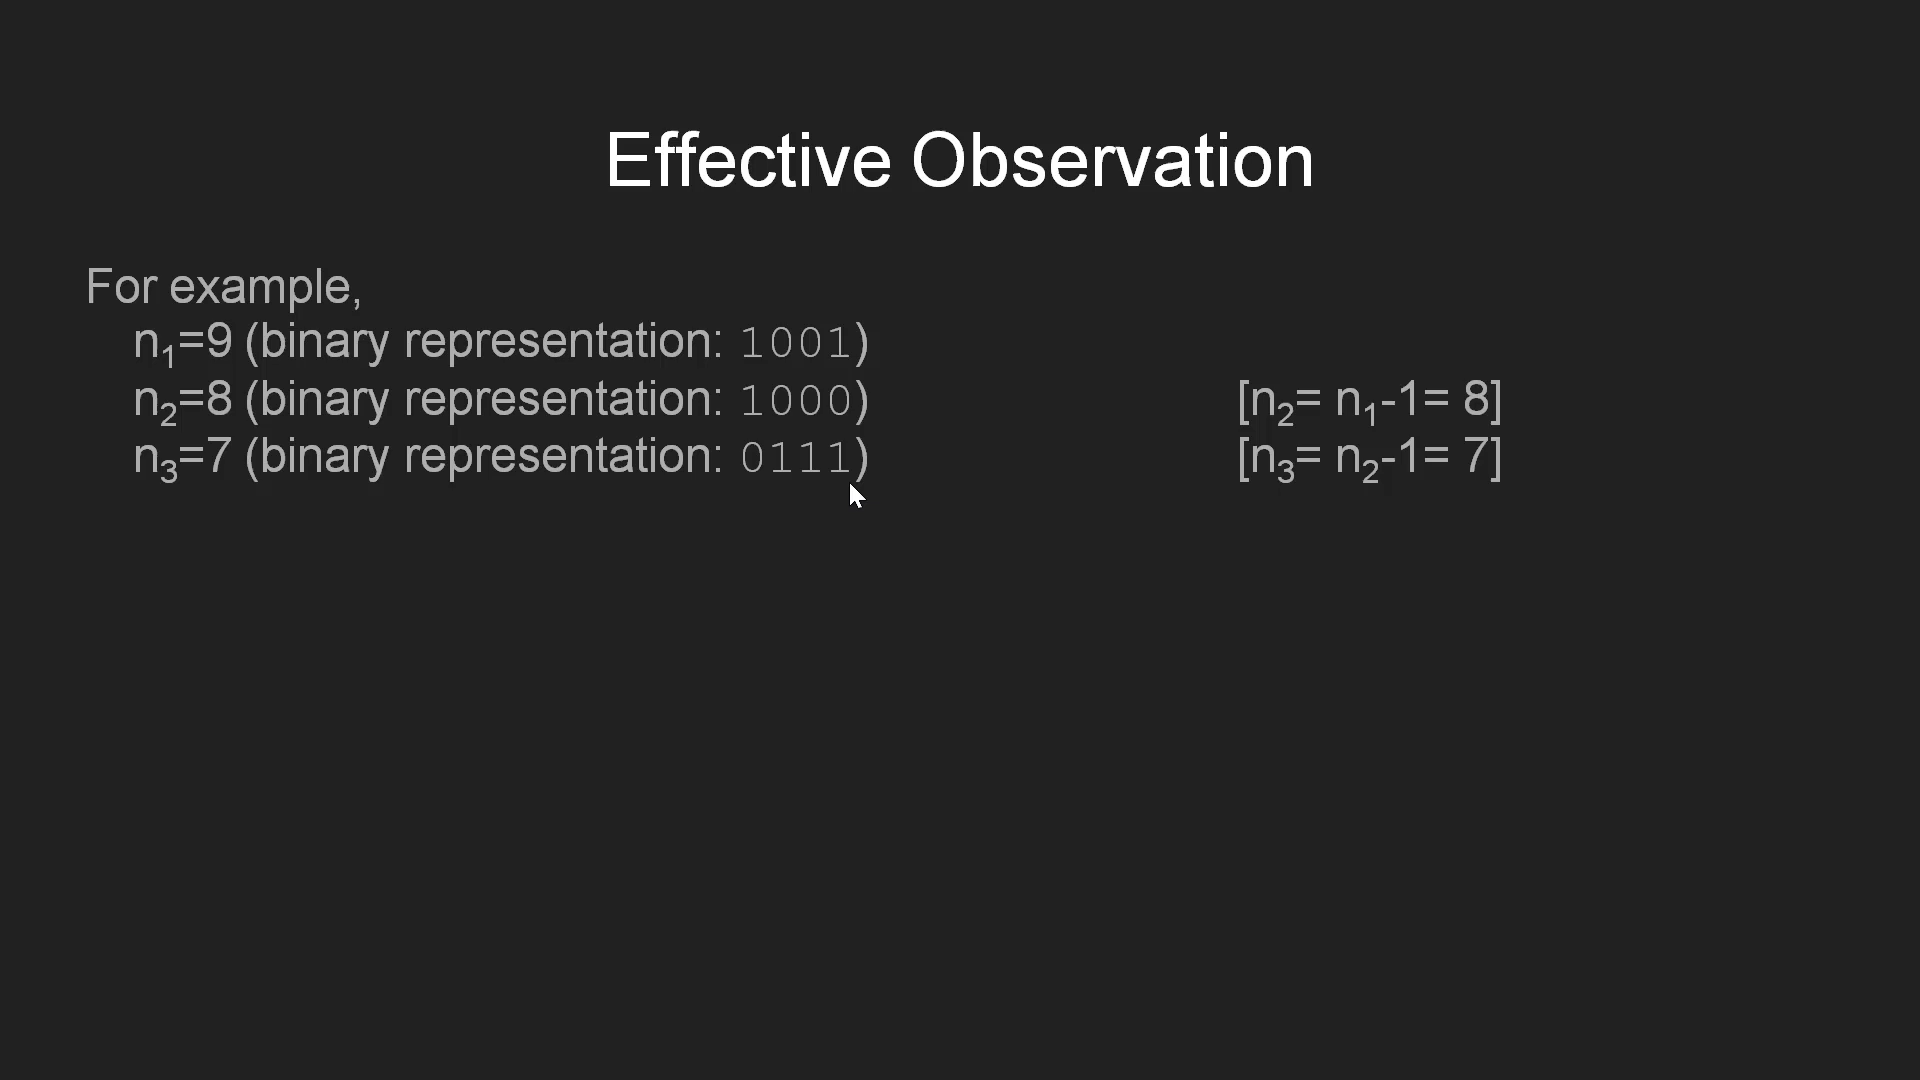 Effective Observation
For example,
n₁=9 (binary representation: 1001)
n₂=8 (binary representation: 1000) [n₂= n₁-1= 8]
n₃=7 (binary representation: 0111) [n₃= n₂-1= 7]